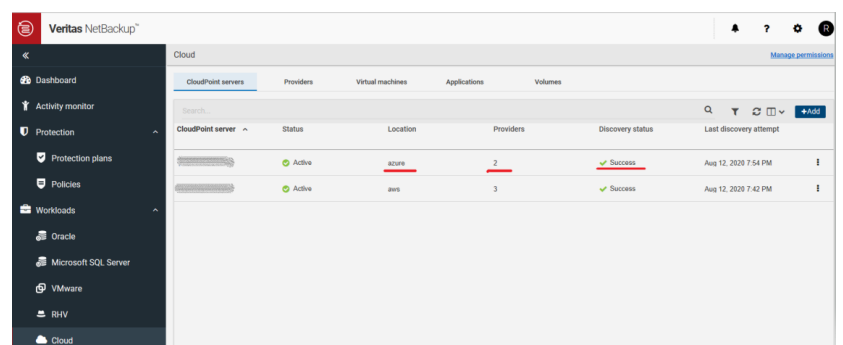 Veritas NetBackup™
? R
«
Cloud
Manage permissions
Dashboard
Activity monitor
Protection
Protection plans
Policies
Workloads
Oracle
Microsoft SQL Server
VMware
RHV
Cloud
CloudPoint servers Providers Virtual machines Applications Volumes
Search...
+Add
CloudPoint server Status Location Providers Discovery status Last discovery attempt
Active azure 2 Success Aug 12, 2020 7:54 PM
Active aws 3 Success Aug 12, 2020 7:42 PM